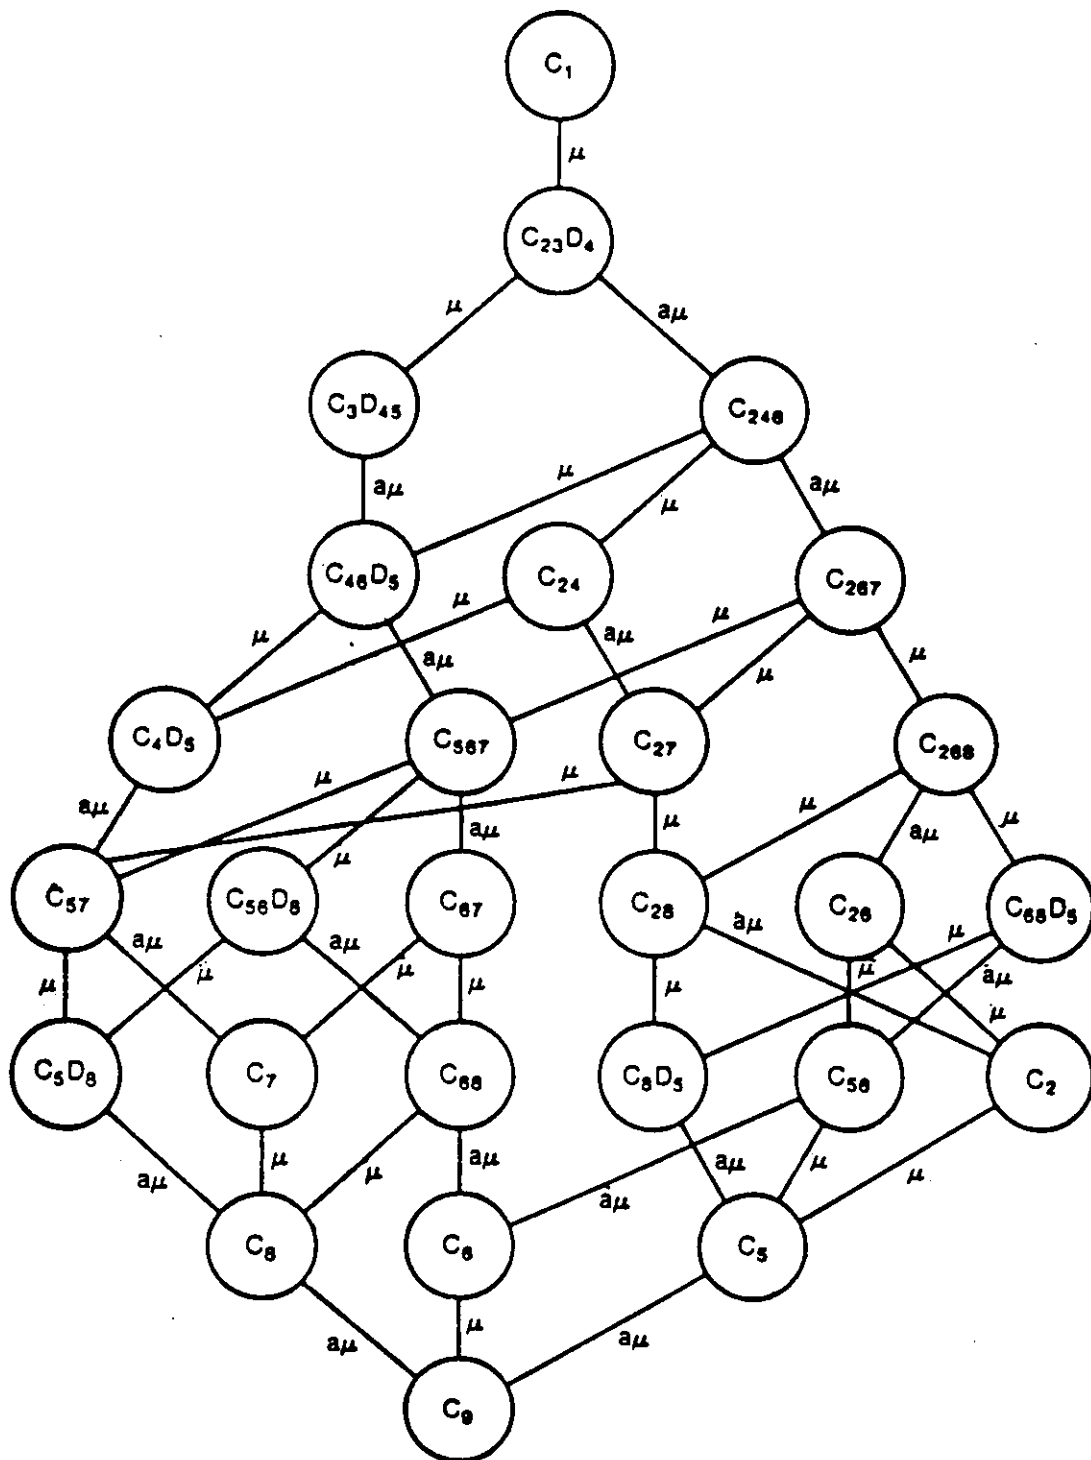 C₁
μ
C₂₃D₄
μ aμ
C₃D₄₅ C₂₄₆
aμ μ μ aμ
C₄₆D₅ C₂₄ C₂₆₇
μ aμ μ aμ μ μ μ
C₄D₅ C₅₆₇ C₂₇ C₂₆₈
aμ μ μ aμ μ μ μ aμ μ
C₅₇ C₅₆D₈ C₆₇ C₂₈ C₂₆ C₆₈D₅
μ aμ μ aμ μ μ μ aμ μ μ μ aμ
C₅D₈ C₇ C₆₈ C₈D₅ C₅₆ C₂
aμ μ μ aμ aμ aμ μ μ
C₈ C₆ C₅
aμ μ aμ
C₉